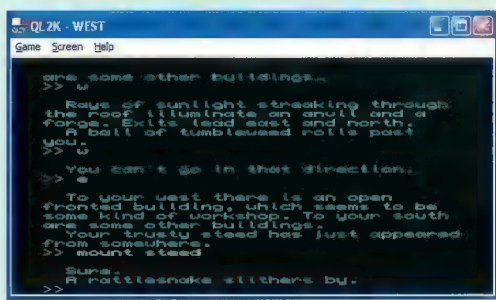 QL2K - WEST
Game Screen Help
are some other buildings.
>> w
Rays of sunlight streaking through
the roof illuminate an anvil and a
forge. Exits lead east and north.
A ball of tumbleweed rolls past
you.
>> w
You can't go in that direction.
>> e
To your west there is an open
fronted building, which seems to be
some kind of workshop. To your south
are some other buildings.
Your trusty steed has just appeared
from somewhere.
>> mount steed
Sure.
A rattlesnake slithers by.
>>